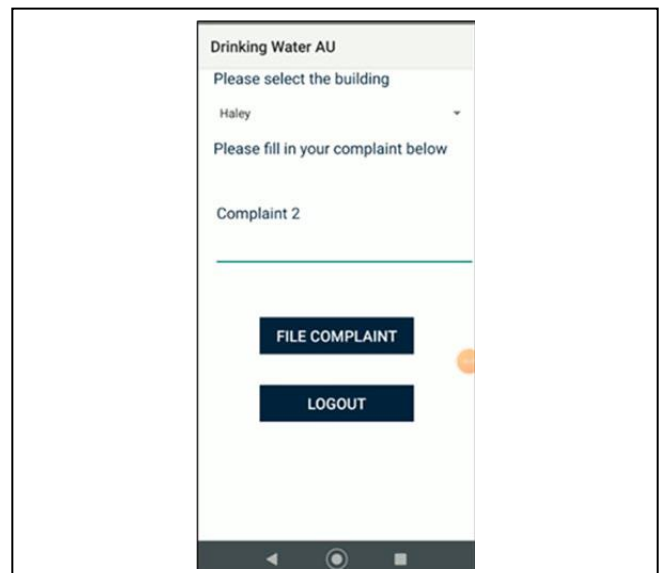 Drinking Water AU
Please select the building
Haley
Please fill in your complaint below
Complaint 2
FILE COMPLAINT
LOGOUT